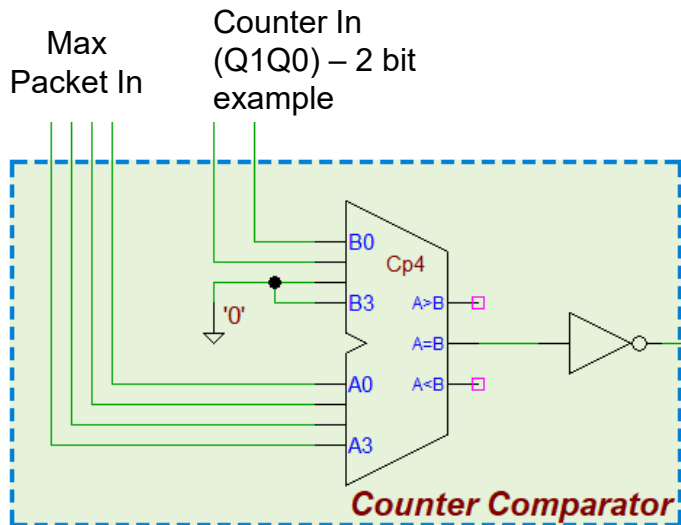 Max
Packet In
Counter In
(Q1Q0) – 2 bit
example
B0
Cp4
'0'
B3
A>B
A=B
A0
A<B
A3
Counter Comparator